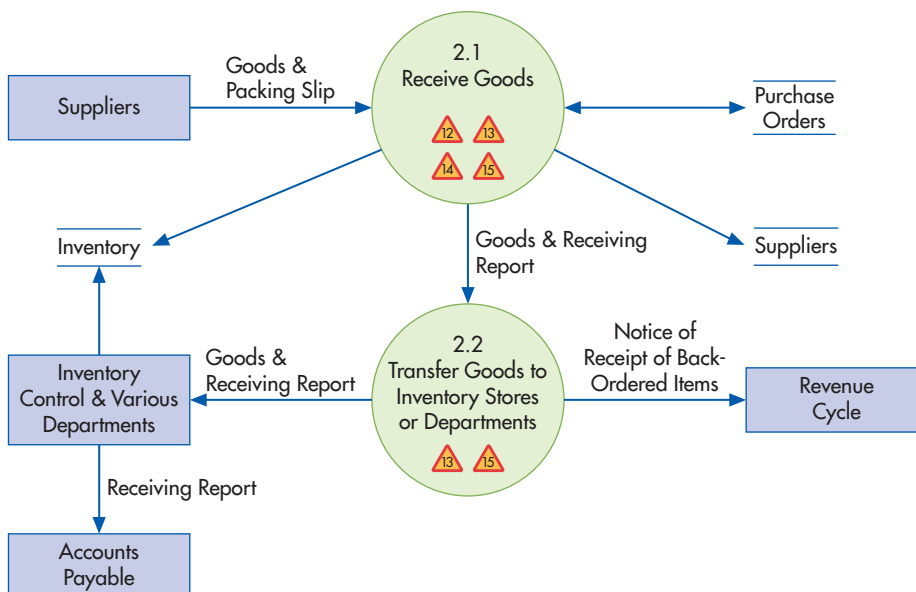 2.1
Receive Goods
12
13
14
15
Goods &
Packing Slip
Suppliers
Purchase
Orders
Inventory
Goods & Receiving
Report
Suppliers
2.2
Transfer Goods to
Inventory Stores
or Departments
13
15
Notice of
Receipt of Back-
Ordered Items
Goods &
Receiving Report
Inventory
Control & Various
Departments
Revenue
Cycle
Receiving Report
Accounts
Payable